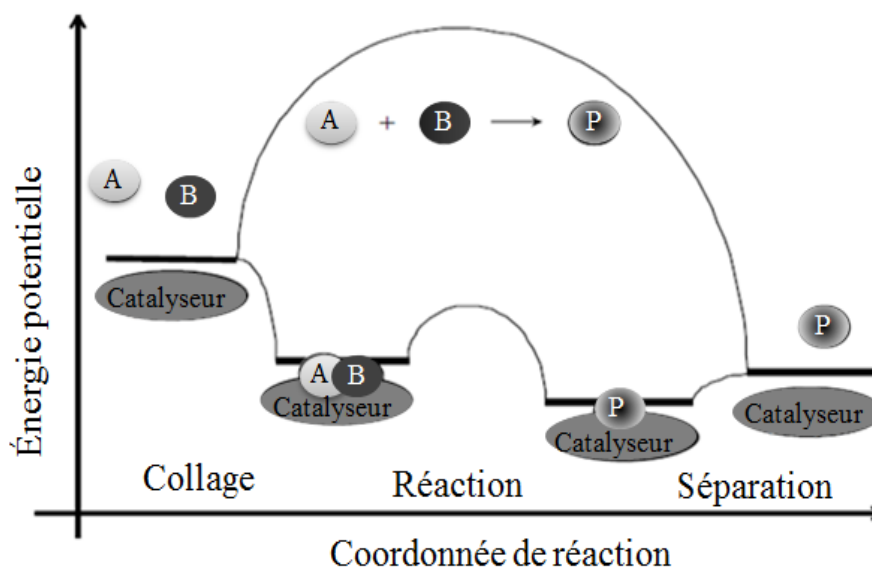 Énergie potentielle
A + B → P
A
B
P
Catalyseur
A B
Catalyseur
P
Catalyseur
Catalyseur
Collage Réaction Séparation
Coordonnée de réaction